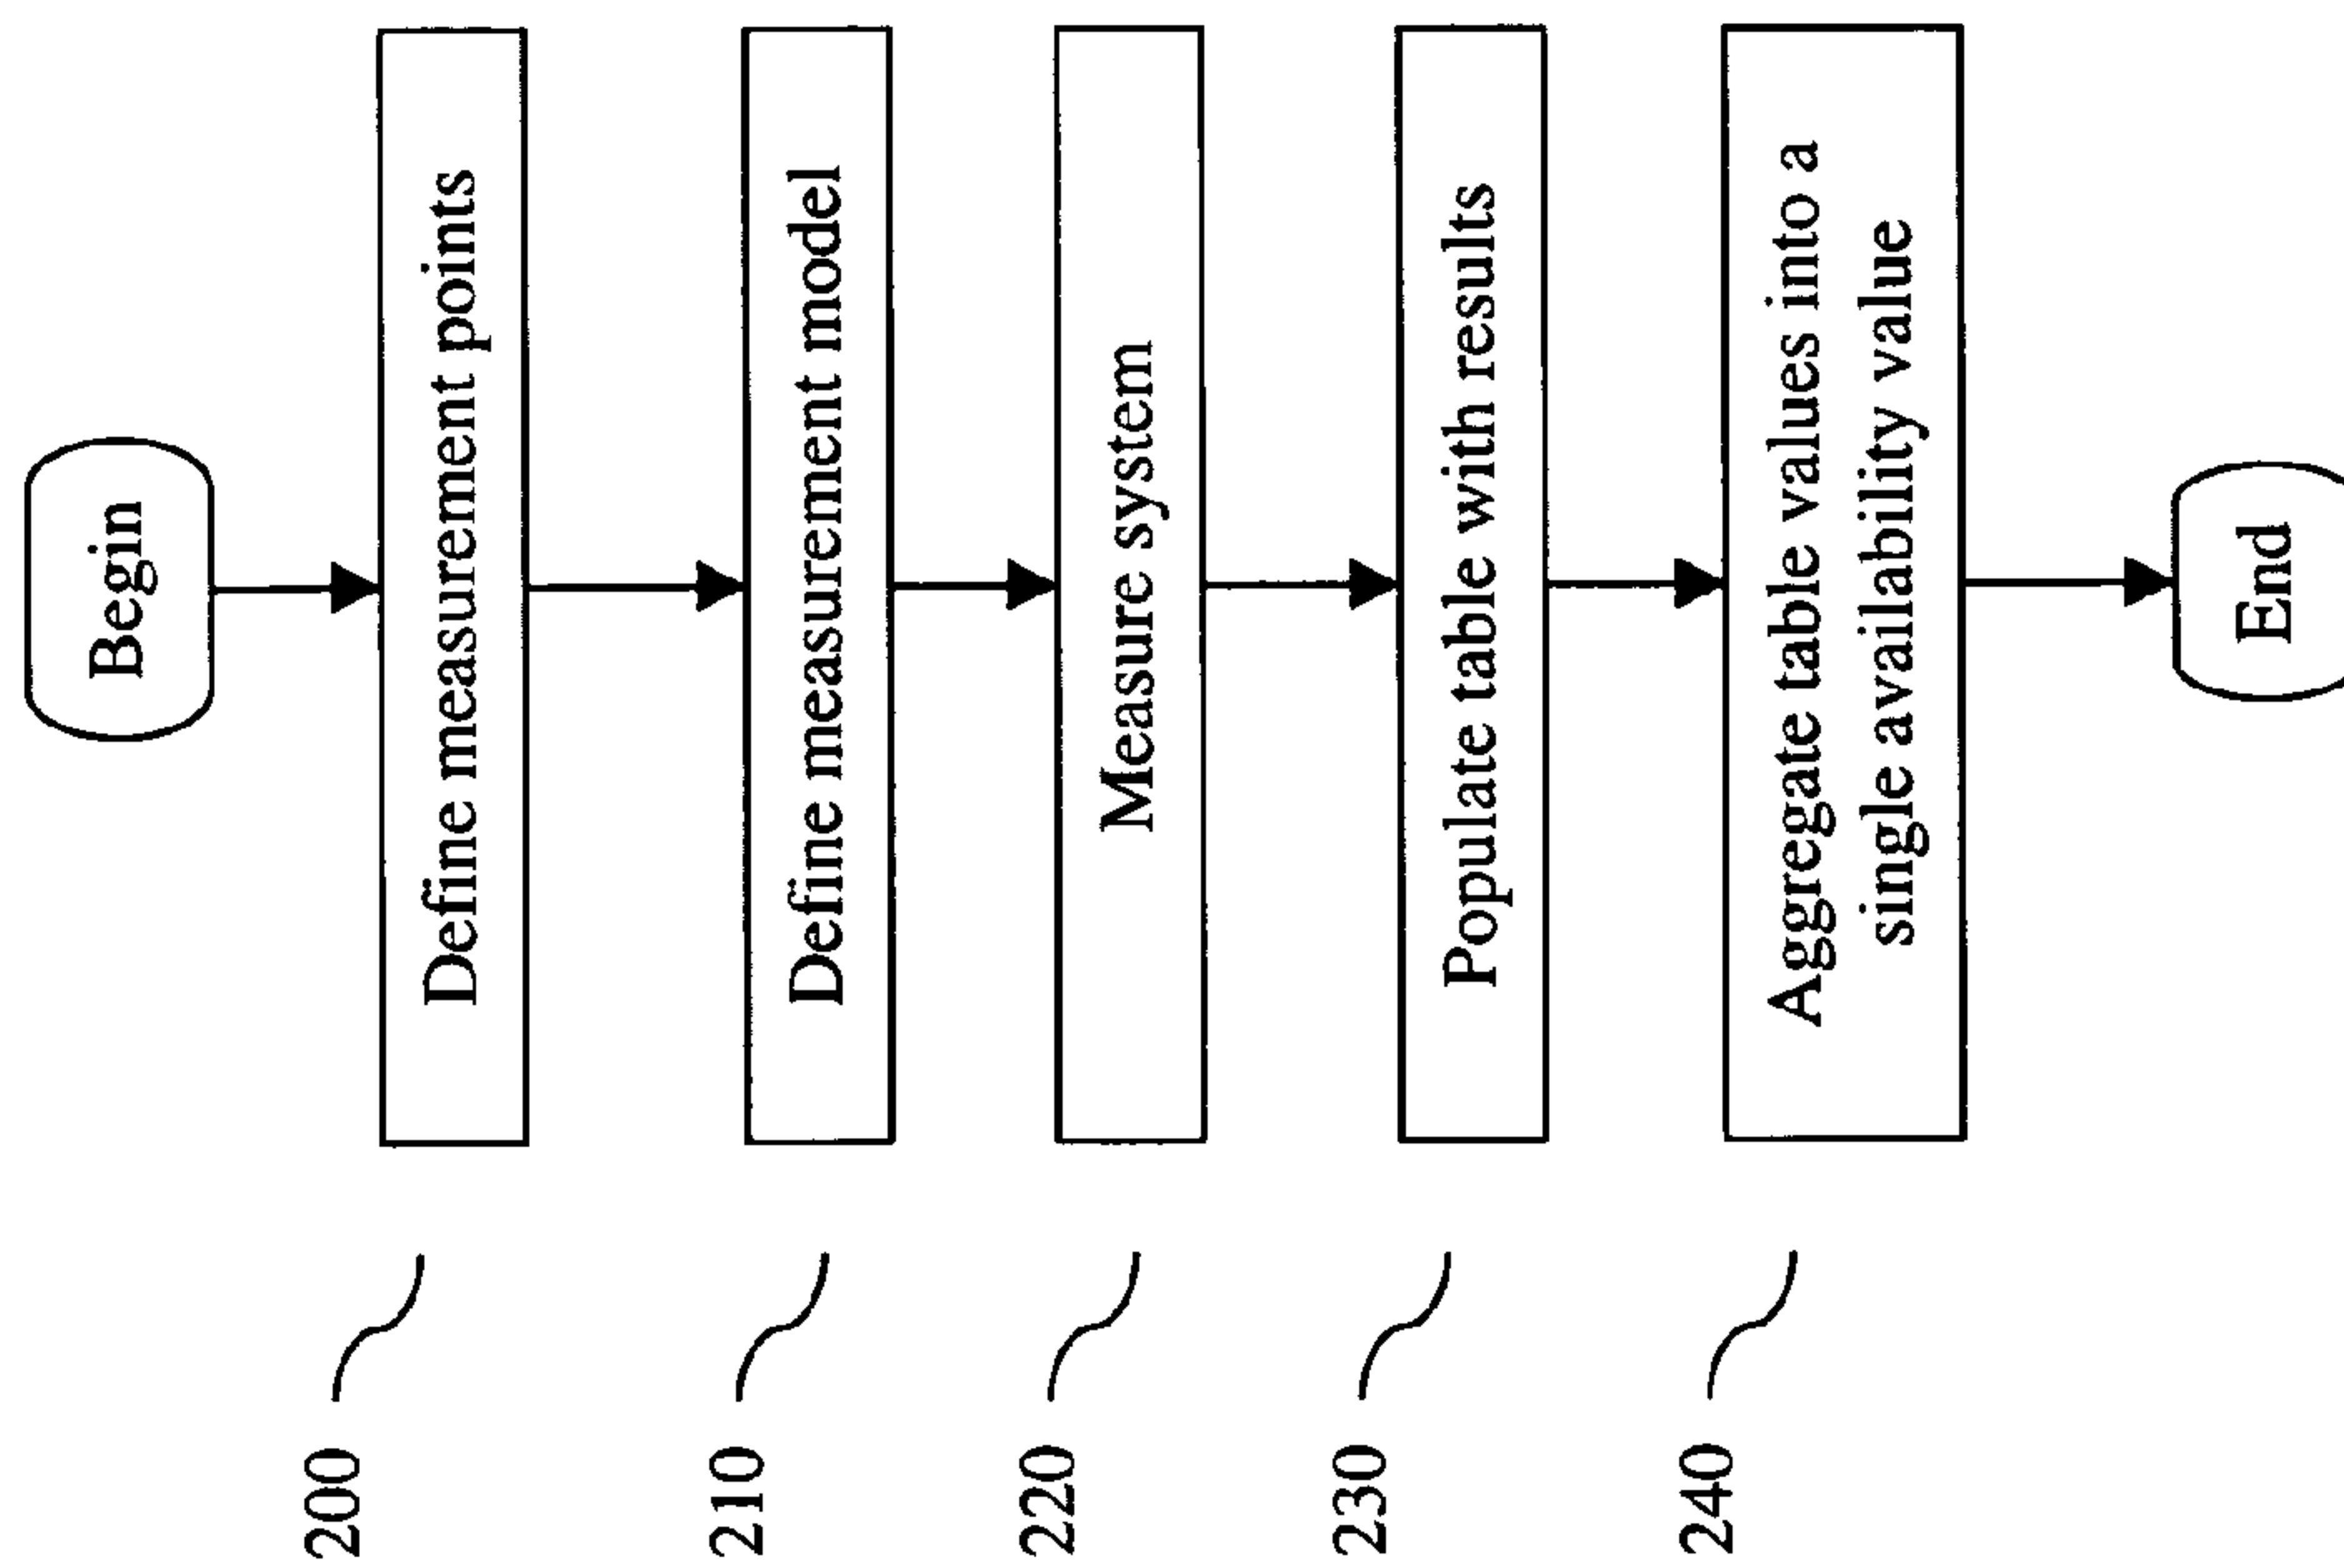 Begin
200
Define measurement points
210
Define measurement model
220
Measure system
230
Populate table with results
240
Aggregate table values into a
single availability value
End